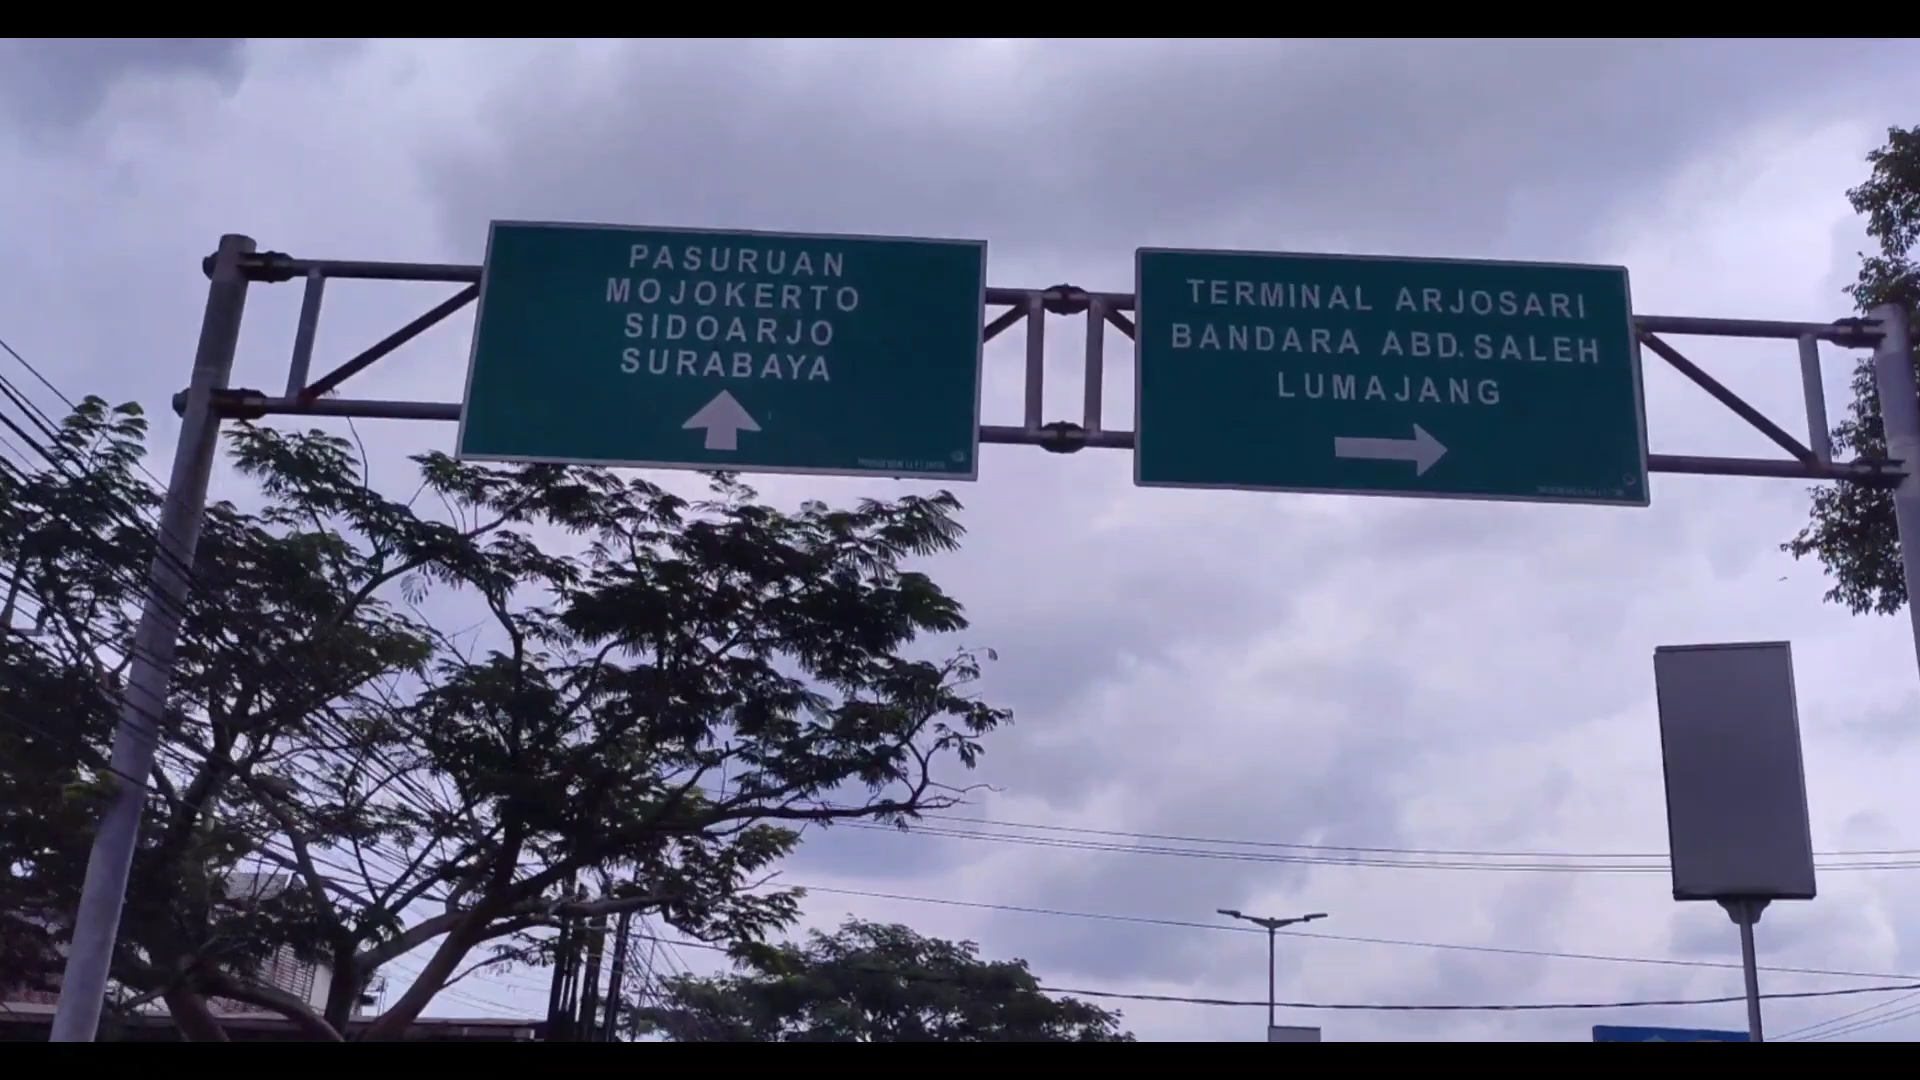 PASURUAN
MOJOKERTO
SIDOARJO
SURABAYA
TERMINAL ARJOSARI
BANDARA ABD. SALEH
LUMAJANG